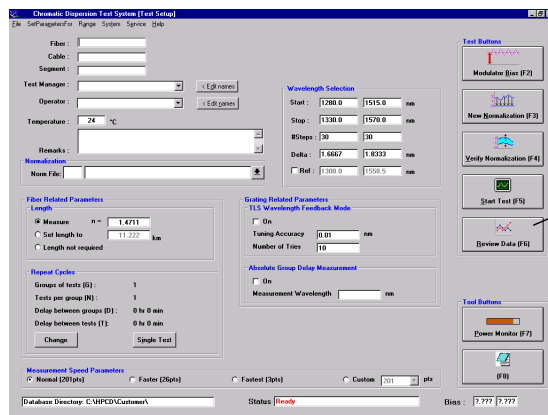 Chromatic Dispersion Test System [Test Setup]
File SetParametersFor Range System Service Help
Fiber :
Cable :
Segment :
Test Manager : < Edit names
Operator : < Edit names
Temperature : 24 °C
Remarks :
Normalization
Norm File:
Wavelength Selection
Start : 1280.0 1515.0 nm
Stop : 1330.0 1570.0 nm
#Steps : 30 30
Delta : 1.6667 1.8333 nm
Ref : 1300.0 1550.5 nm
Fiber Related Parameters
Length
Measure n = 1.4711
Set length to 11.222 km
Length not required
Repeat Cycles
Groups of tests (G) : 1
Tests per group (N) : 1
Delay between groups (D) : 0 hr 0 min
Delay between tests (T): 0 hr 0 min
Change Single Test
Grating Related Parameters
TLS Wavelength Feedback Mode
On
Tuning Accuracy 0.01 nm
Number of Tries 10
Absolute Group Delay Measurement
On
Measurement Wavelength nm
Measurement Speed Parameters
Normal (201pts) Faster (26pts) Fastest (3pts) Custom 201 pts
Database Directory: C:\HPCD\Customer\ Status Ready Bias : ?.??? ?.???
Test Buttons
Modulator Bias (F2)
New Normalization (F3)
Verify Normalization (F4)
Start Test (F5)
Review Data (F6)
Tool Buttons
Power Monitor (F7)
(F8)